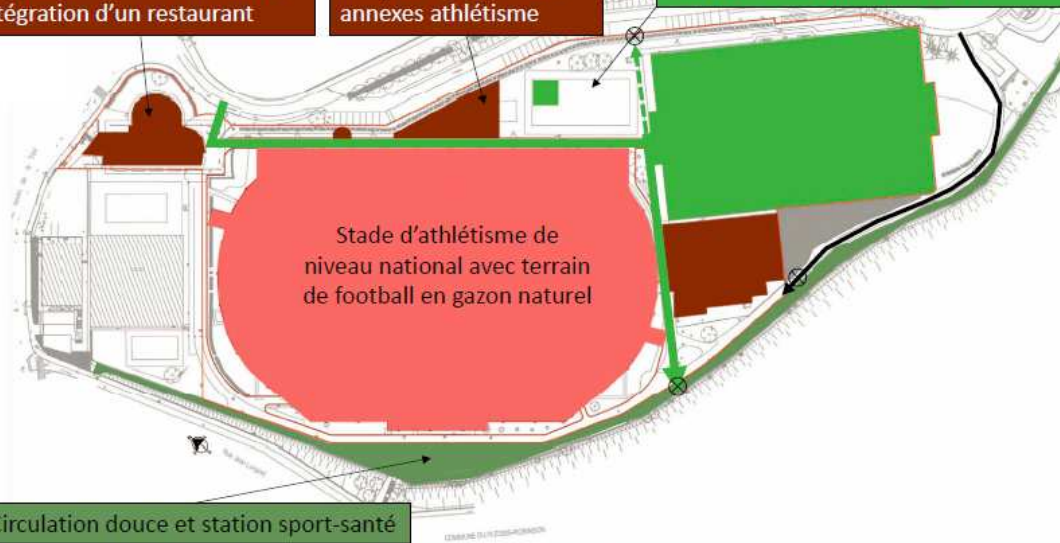 tégration d'un restaurant
annexes athlétisme
Stade d'athlétisme de
niveau national avec terrain
de football en gazon naturel
Circulation douce et station sport-santé